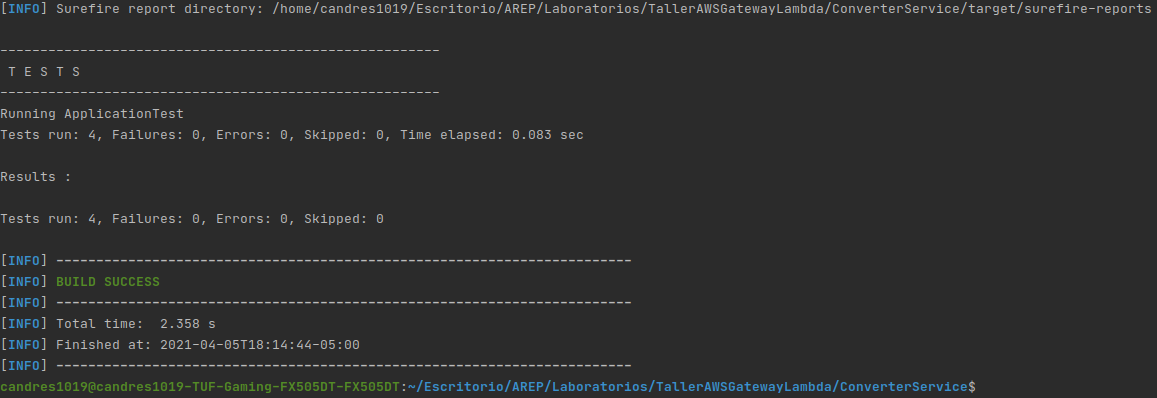 [INFO] Surefire report directory: /home/candres1019/Escritorio/AREP/Laboratorios/TallerAWSGatewayLambda/ConverterService/target/surefire-reports
-------------------------------------------------------
 T E S T S
-------------------------------------------------------
Running ApplicationTest
Tests run: 4, Failures: 0, Errors: 0, Skipped: 0, Time elapsed: 0.083 sec
Results :
Tests run: 4, Failures: 0, Errors: 0, Skipped: 0
[INFO] ------------------------------------------------------------------------
[INFO] BUILD SUCCESS
[INFO] ------------------------------------------------------------------------
[INFO] Total time:  2.358 s
[INFO] Finished at: 2021-04-05T18:14:44-05:00
[INFO] ------------------------------------------------------------------------
candres1019@candres1019-TUF-Gaming-FX505DT-FX505DT:~/Escritorio/AREP/Laboratorios/TallerAWSGatewayLambda/ConverterService$